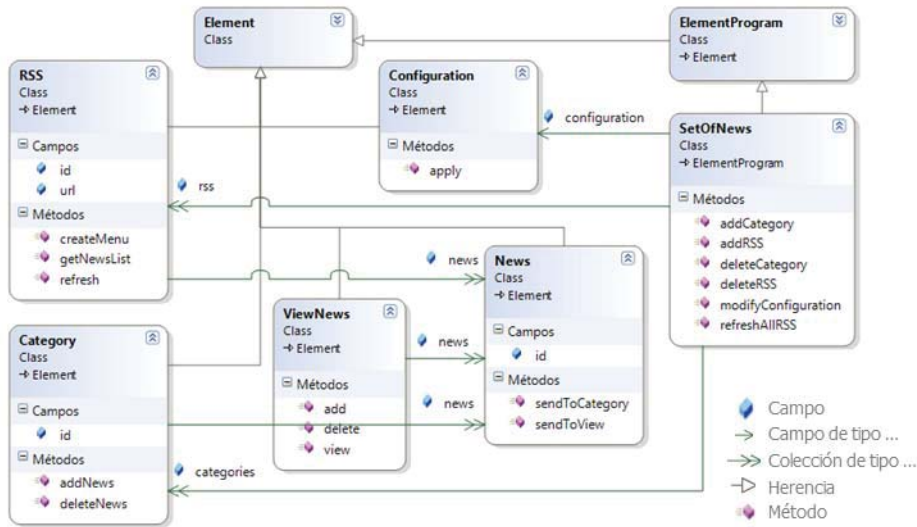 Element
Class
ElementProgram
Class
Element
RSS
Class
Element
Campos
id
url
Métodos
createMenu
getNewsList
refresh
Configuration
Class
Element
Métodos
apply
configuration
SetOfNews
Class
ElementProgram
Métodos
addCategory
addRSS
deleteCategory
deleteRSS
modifyConfiguration
refreshAllRSS
rss
news
News
Class
Element
Campos
id
Métodos
sendToCategory
sendToView
ViewNews
Class
Element
Métodos
add
delete
view
news
news
Category
Class
Element
Campos
id
Métodos
addNews
deleteNews
categories
Campo
Campo de tipo ...
Colección de tipo ...
Herencia
Método